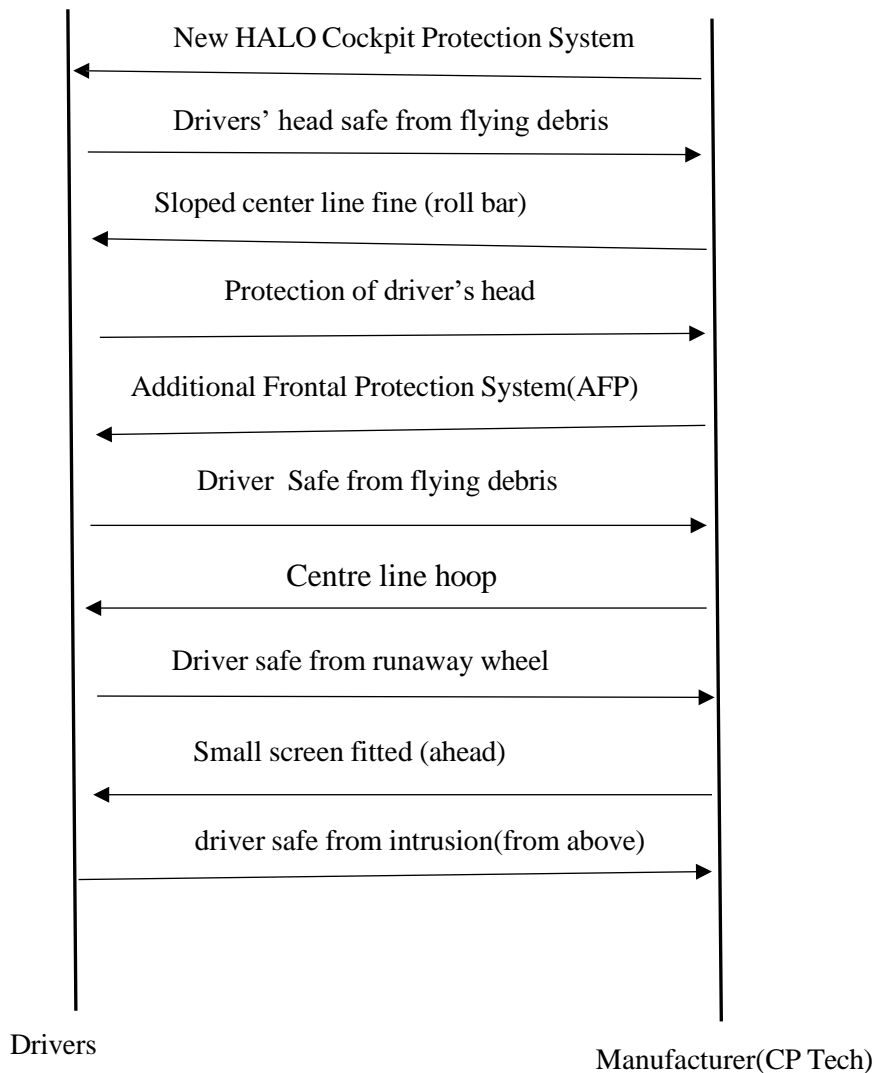 New HALO Cockpit Protection System
Drivers’ head safe from flying debris
Sloped center line fine (roll bar)
Protection of driver’s head
Additional Frontal Protection System(AFP)
Driver Safe from flying debris
Centre line hoop
Driver safe from runaway wheel
Small screen fitted (ahead)
driver safe from intrusion(from above)
Drivers
Manufacturer(CP Tech)